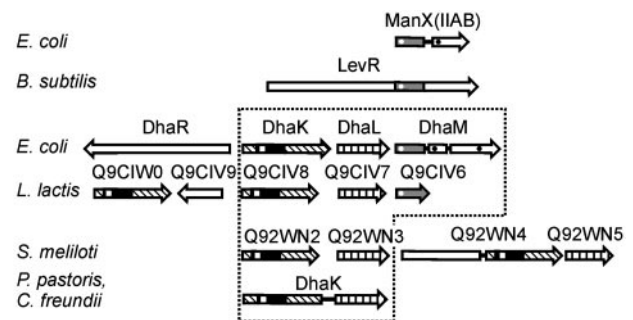 ManX(IIAB)
E. coli
LevR
B. subtilis
DhaR DhaK DhaL DhaM
E. coli
Q9CIW0 Q9CIV9 Q9CIV8 Q9CIV7 Q9CIV6
L. lactis
Q92WN2 Q92WN3 Q92WN4 Q92WN5
S. meliloti
P. pastoris,
DhaK
C. freundii